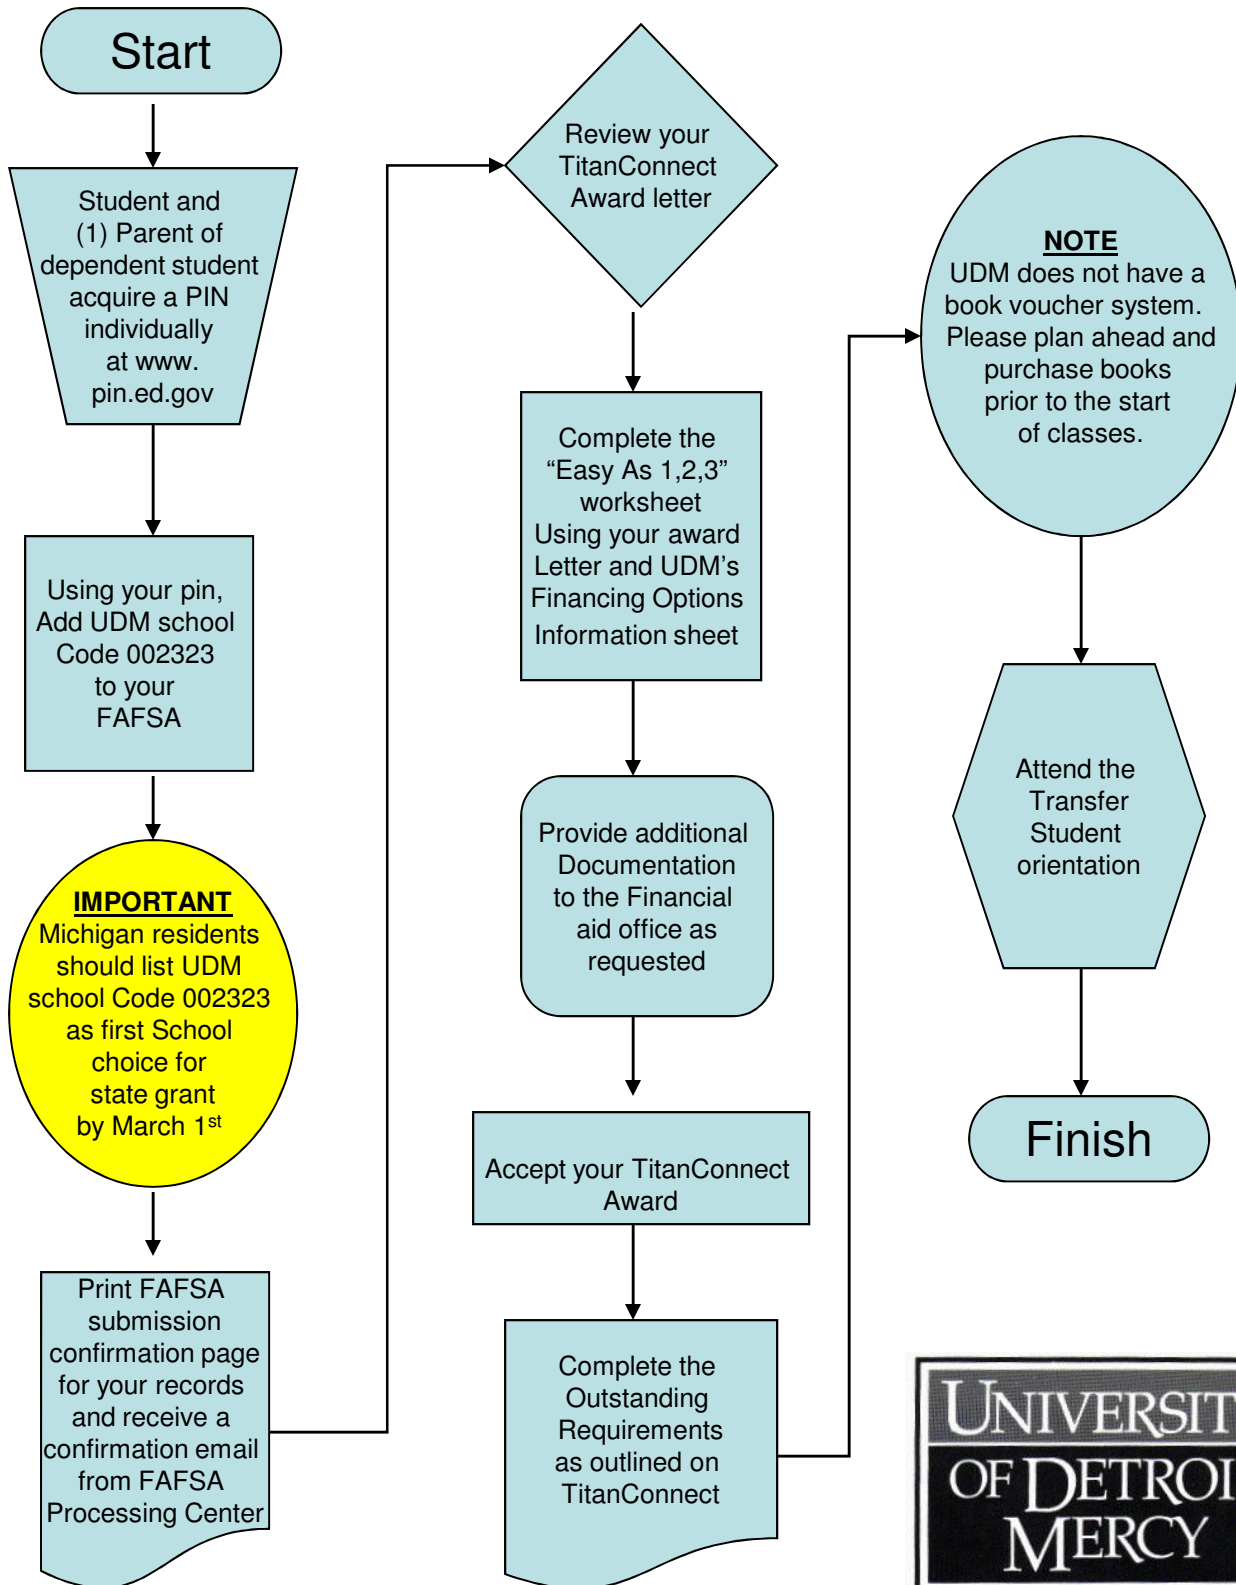 Start
Student and
(1) Parent of
dependent student
acquire a PIN
individually
at www.
pin.ed.gov
Using your pin,
Add UDM school
Code 002323
to your
FAFSA
IMPORTANT
Michigan residents
should list UDM
school Code 002323
as first School
choice for
state grant
by March 1st
Print FAFSA
submission
confirmation page
for your records
and receive a
confirmation email
from FAFSA
Processing Center
Review your
TitanConnect
Award letter
Complete the
“Easy As 1,2,3”
worksheet
Using your award
Letter and UDM’s
Financing Options
Information sheet
Provide additional
Documentation
to the Financial
aid office as
requested
Accept your TitanConnect
Award
Complete the
Outstanding
Requirements
as outlined on
TitanConnect
NOTE
UDM does not have a
book voucher system.
Please plan ahead and
purchase books
prior to the start
of classes.
Attend the
Transfer
Student
orientation
Finish
UNIVERSIT
OF DETROI
MERCY